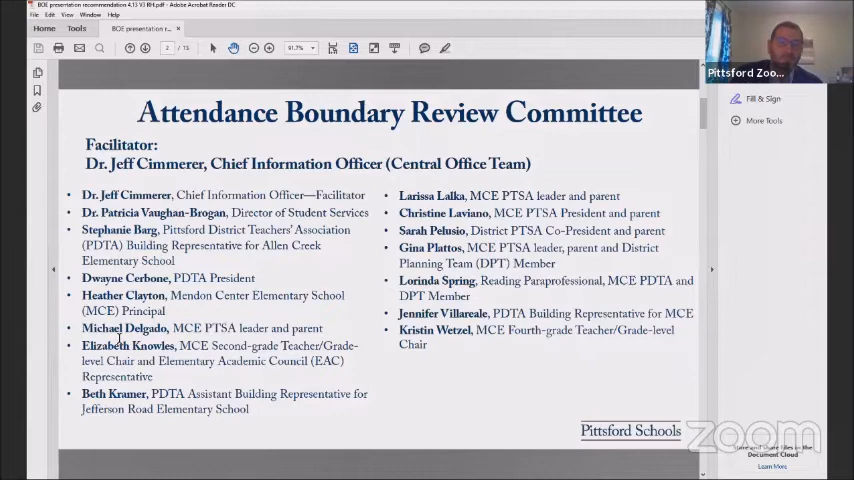 BOE presentation recommendation 4.13 V3 RH.pdf - Adobe Acrobat Reader DC
File Edit View Window Help
Home Tools BOE presentation r... ×
2 / 15 91.7%
Pittsford Zoo...
Fill & Sign
More Tools
Attendance Boundary Review Committee
Facilitator:
Dr. Jeff Cimmerer, Chief Information Officer (Central Office Team)
• Dr. Jeff Cimmerer, Chief Information Officer—Facilitator
• Dr. Patricia Vaughan-Brogan, Director of Student Services
• Stephanie Barg, Pittsford District Teachers' Association
(PDTA) Building Representative for Allen Creek
Elementary School
• Dwayne Cerbone, PDTA President
• Heather Clayton, Mendon Center Elementary School
(MCE) Principal
• Michael Delgado, MCE PTSA leader and parent
• Elizabeth Knowles, MCE Second-grade Teacher/Grade-
level Chair and Elementary Academic Council (EAC)
Representative
• Beth Kramer, PDTA Assistant Building Representative for
Jefferson Road Elementary School
• Larissa Lalka, MCE PTSA leader and parent
• Christine Laviano, MCE PTSA President and parent
• Sarah Pelusio, District PTSA Co-President and parent
• Gina Plattos, MCE PTSA leader, parent and District
Planning Team (DPT) Member
• Lorinda Spring, Reading Paraprofessional, MCE PDTA and
DPT Member
• Jennifer Villareale, PDTA Building Representative for MCE
• Kristin Wetzel, MCE Fourth-grade Teacher/Grade-level
Chair
Pittsford Schools
zoom
Store and share files in the
Document Cloud
Learn More